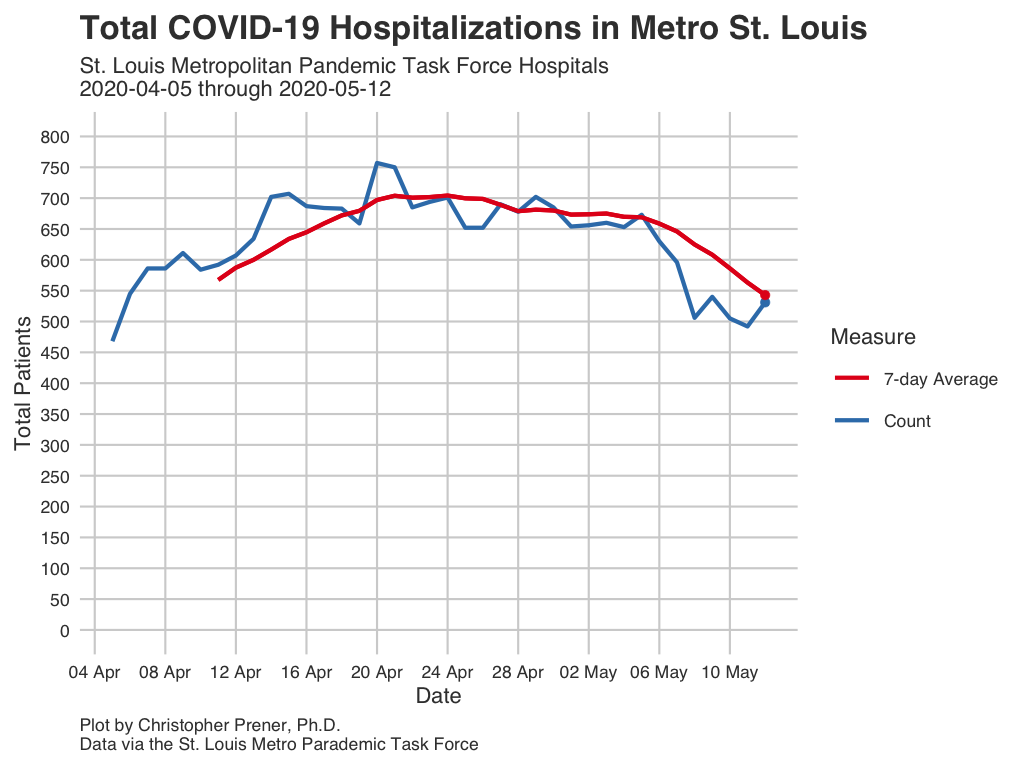 Total COVID-19 Hospitalizations in Metro St. Louis
St. Louis Metropolitan Pandemic Task Force Hospitals
2020-04-05 through 2020-05-12
800
750
700
650
600
550
500
450
400
350
300
250
200
150
100
50
0
Total Patients
04 Apr 08 Apr 12 Apr 16 Apr 20 Apr 24 Apr 28 Apr 02 May 06 May 10 May
Date
Measure
7-day Average
Count
Plot by Christopher Prener, Ph.D.
Data via the St. Louis Metro Parademic Task Force